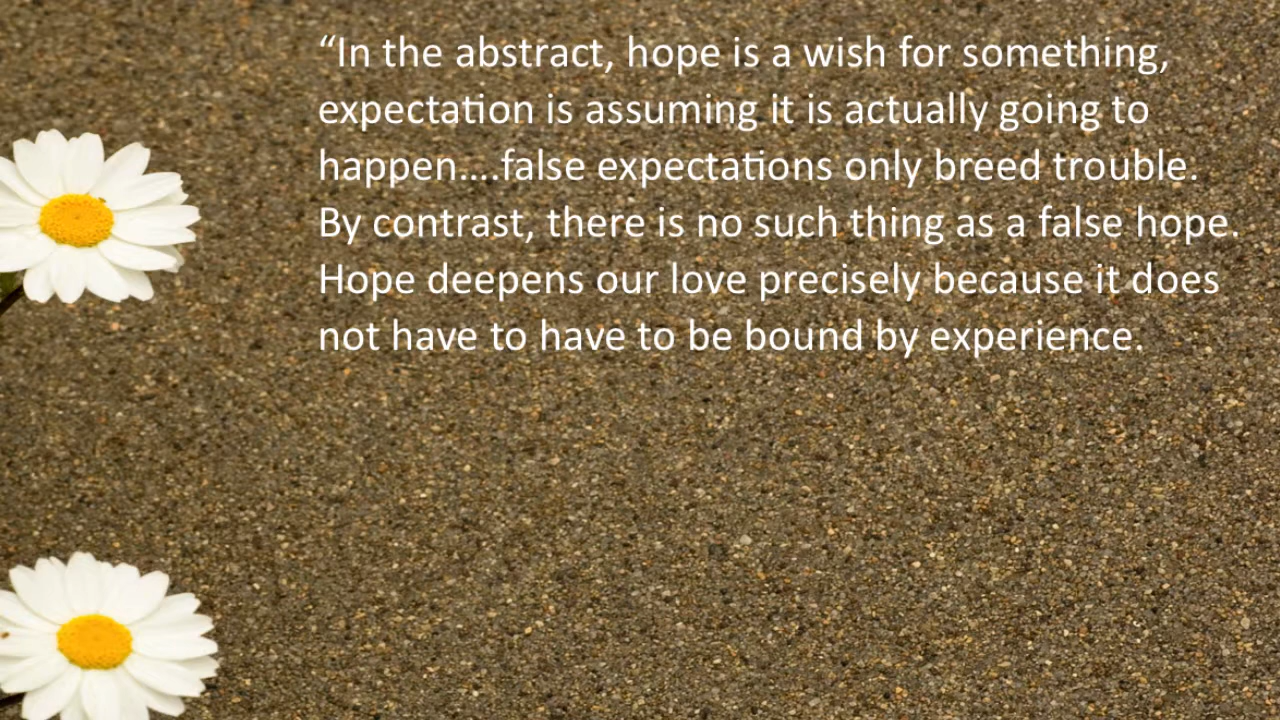 “In the abstract, hope is a wish for something,
expectation is assuming it is actually going to
happen….false expectations only breed trouble.
By contrast, there is no such thing as a false hope.
Hope deepens our love precisely because it does
not have to have to be bound by experience.